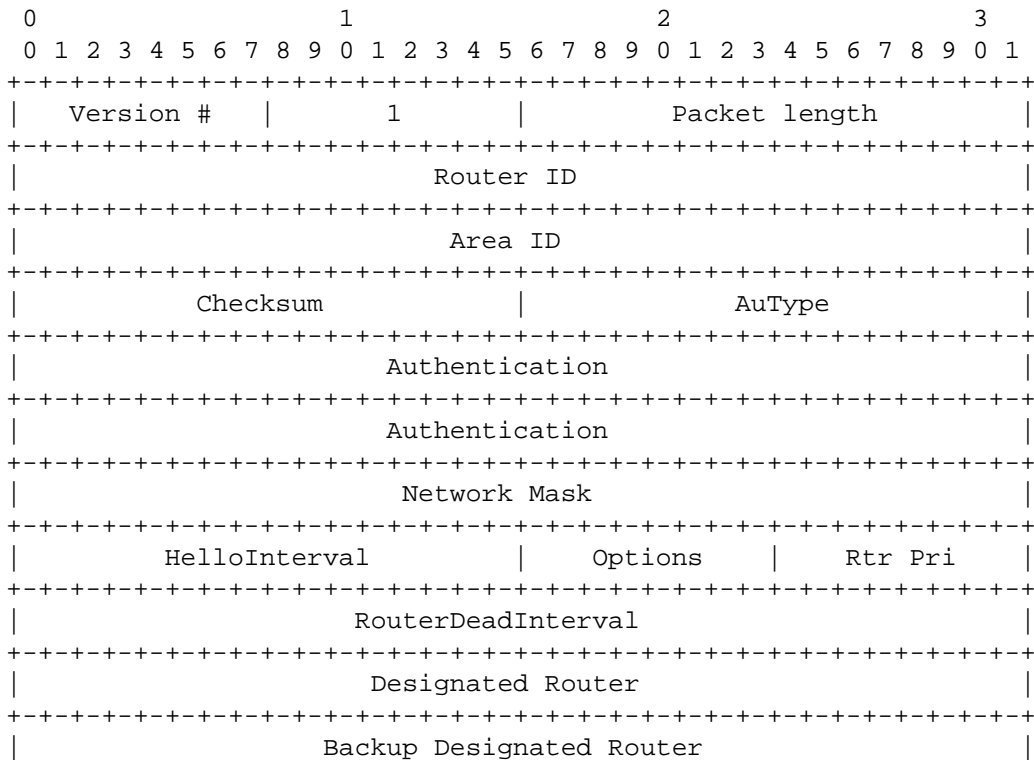 0                   1                   2                   3
 0 1 2 3 4 5 6 7 8 9 0 1 2 3 4 5 6 7 8 9 0 1 2 3 4 5 6 7 8 9 0 1
+-+-+-+-+-+-+-+-+-+-+-+-+-+-+-+-+-+-+-+-+-+-+-+-+-+-+-+-+-+-+-+-+
|   Version #   |       1       |         Packet length         |
+-+-+-+-+-+-+-+-+-+-+-+-+-+-+-+-+-+-+-+-+-+-+-+-+-+-+-+-+-+-+-+-+
|                          Router ID                            |
+-+-+-+-+-+-+-+-+-+-+-+-+-+-+-+-+-+-+-+-+-+-+-+-+-+-+-+-+-+-+-+-+
|                           Area ID                             |
+-+-+-+-+-+-+-+-+-+-+-+-+-+-+-+-+-+-+-+-+-+-+-+-+-+-+-+-+-+-+-+-+
|           Checksum            |             AuType            |
+-+-+-+-+-+-+-+-+-+-+-+-+-+-+-+-+-+-+-+-+-+-+-+-+-+-+-+-+-+-+-+-+
|                       Authentication                          |
+-+-+-+-+-+-+-+-+-+-+-+-+-+-+-+-+-+-+-+-+-+-+-+-+-+-+-+-+-+-+-+-+
|                       Authentication                          |
+-+-+-+-+-+-+-+-+-+-+-+-+-+-+-+-+-+-+-+-+-+-+-+-+-+-+-+-+-+-+-+-+
|                        Network Mask                           |
+-+-+-+-+-+-+-+-+-+-+-+-+-+-+-+-+-+-+-+-+-+-+-+-+-+-+-+-+-+-+-+-+
|         HelloInterval         |    Options    |    Rtr Pri    |
+-+-+-+-+-+-+-+-+-+-+-+-+-+-+-+-+-+-+-+-+-+-+-+-+-+-+-+-+-+-+-+-+
|                     RouterDeadInterval                        |
+-+-+-+-+-+-+-+-+-+-+-+-+-+-+-+-+-+-+-+-+-+-+-+-+-+-+-+-+-+-+-+-+
|                      Designated Router                        |
+-+-+-+-+-+-+-+-+-+-+-+-+-+-+-+-+-+-+-+-+-+-+-+-+-+-+-+-+-+-+-+-+
|                   Backup Designated Router                    |